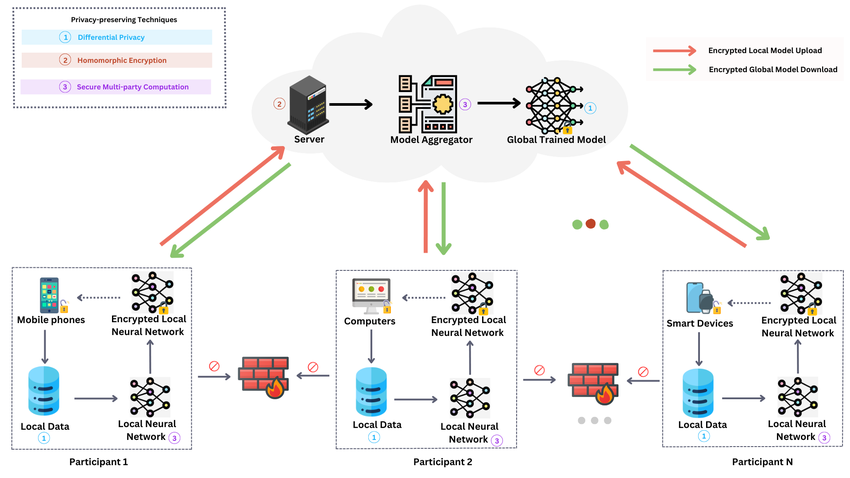 Privacy-preserving Techniques
1 Differential Privacy
2 Homomorphic Encryption
3 Secure Multi-party Computation
Encrypted Local Model Upload
Encrypted Global Model Download
2
3
1
Server
Model Aggregator
Global Trained Model
Mobile phones
Encrypted Local
Neural Network
Local Data
1
Local Neural
Network 3
Participant 1
Computers
Encrypted Local
Neural Network
Local Data
1
Local Neural
Network 3
Participant 2
Smart Devices
Encrypted Local
Neural Network
Local Data
1
Local Neural
Network 3
Participant N